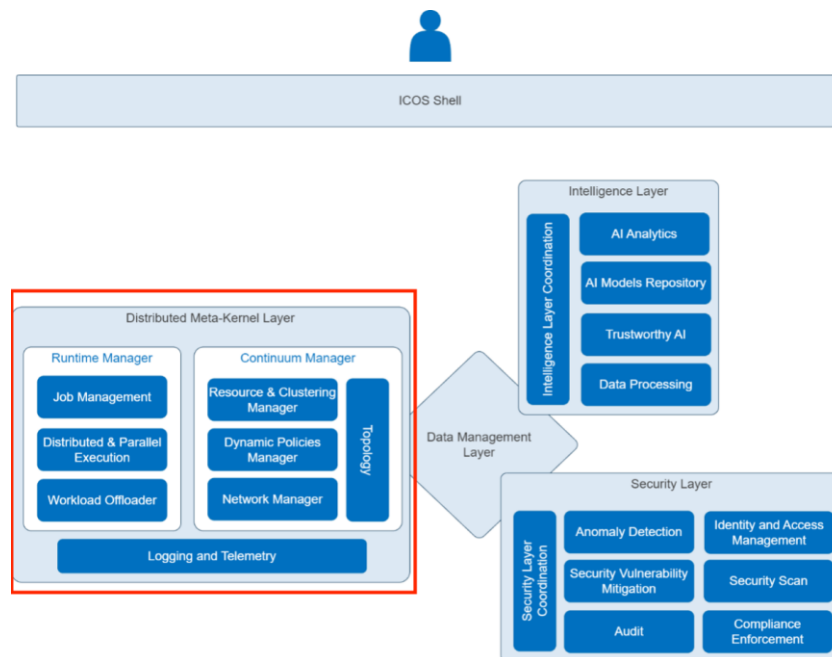 ICOS Shell
Intelligence Layer
Intelligence Layer Coordination
AI Analytics
AI Models Repository
Trustworthy AI
Data Processing
Distributed Meta-Kernel Layer
Runtime Manager
Job Management
Distributed & Parallel
Execution
Workload Offloader
Continuum Manager
Resource & Clustering
Manager
Dynamic Policies
Manager
Network Manager
Topology
Logging and Telemetry
Data Management
Layer
Security Layer
Security Layer
Coordination
Anomaly Detection
Identity and Access
Management
Security Vulnerability
Mitigation
Security Scan
Audit
Compliance
Enforcement